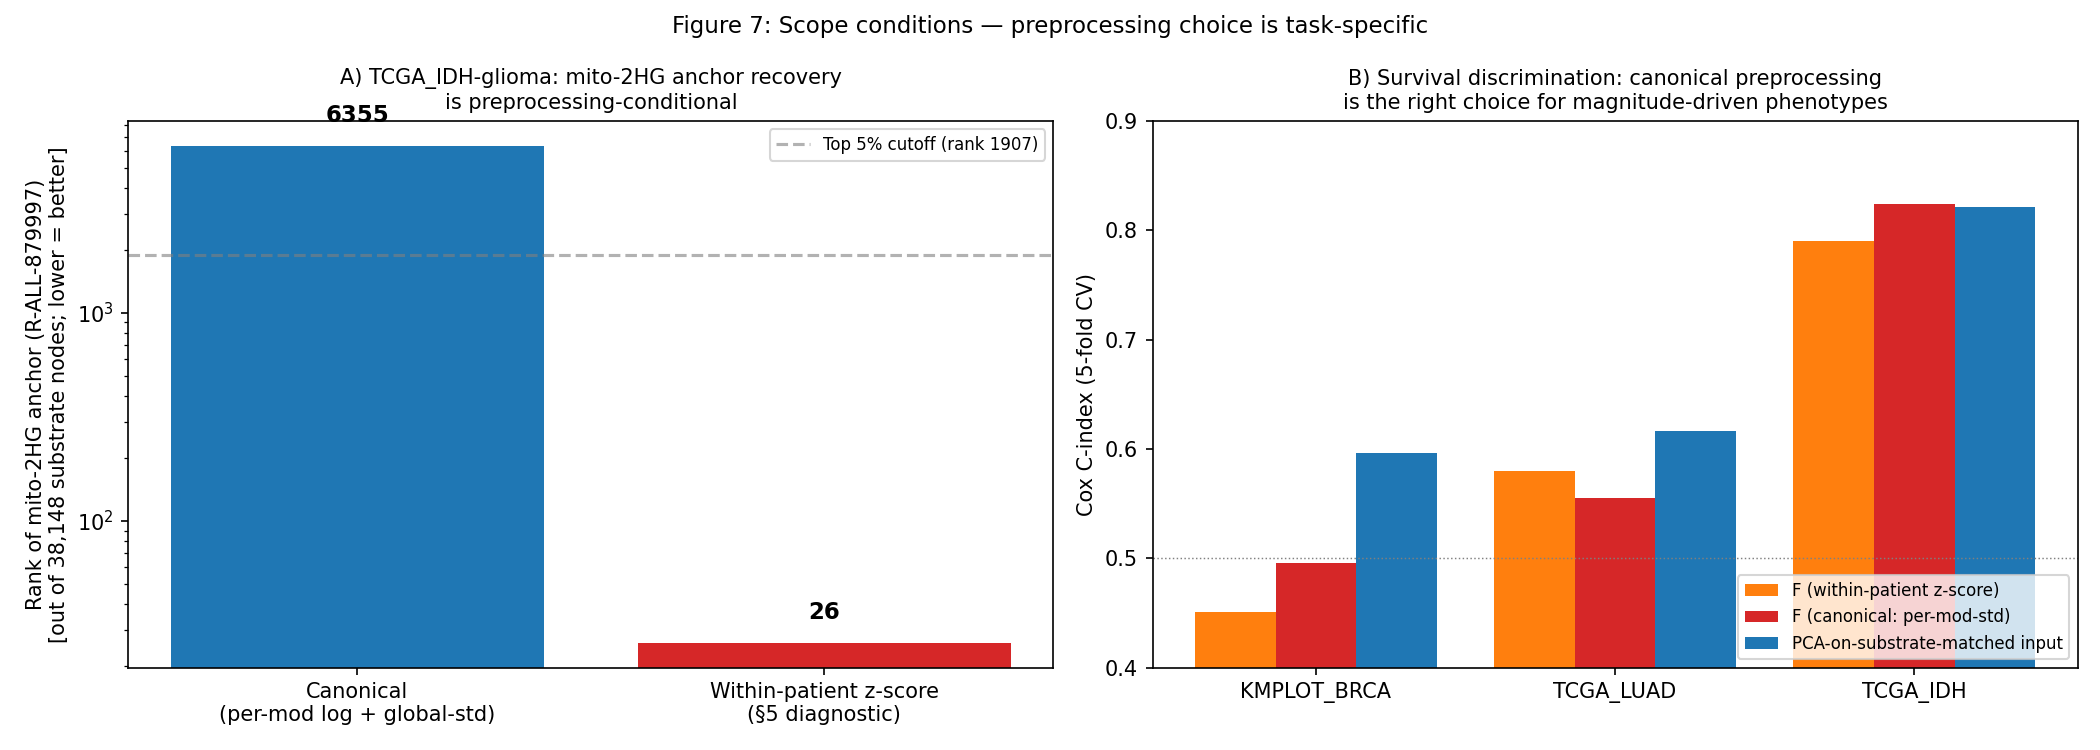 Figure 7: Scope conditions — preprocessing choice is task-specific
A) TCGA_IDH-glioma: mito-2HG anchor recovery
is preprocessing-conditional
6355
Top 5% cutoff (rank 1907)
Rank of mito-2HG anchor (R-ALL-879997)
[out of 38,148 substrate nodes; lower = better]
10³
10²
26
Canonical
(per-mod log + global-std)
Within-patient z-score
(§5 diagnostic)
B) Survival discrimination: canonical preprocessing
is the right choice for magnitude-driven phenotypes
Cox C-index (5-fold CV)
0.9
0.8
0.7
0.6
0.5
0.4
F (within-patient z-score)
F (canonical: per-mod-std)
PCA-on-substrate-matched input
KMPLOT_BRCA
TCGA_LUAD
TCGA_IDH